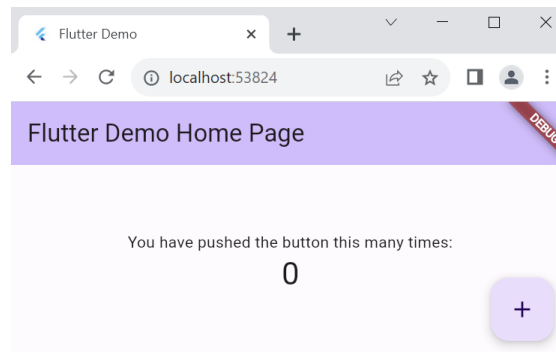 Flutter Demo
localhost:53824
Flutter Demo Home Page
DEBUG
You have pushed the button this many times:
0